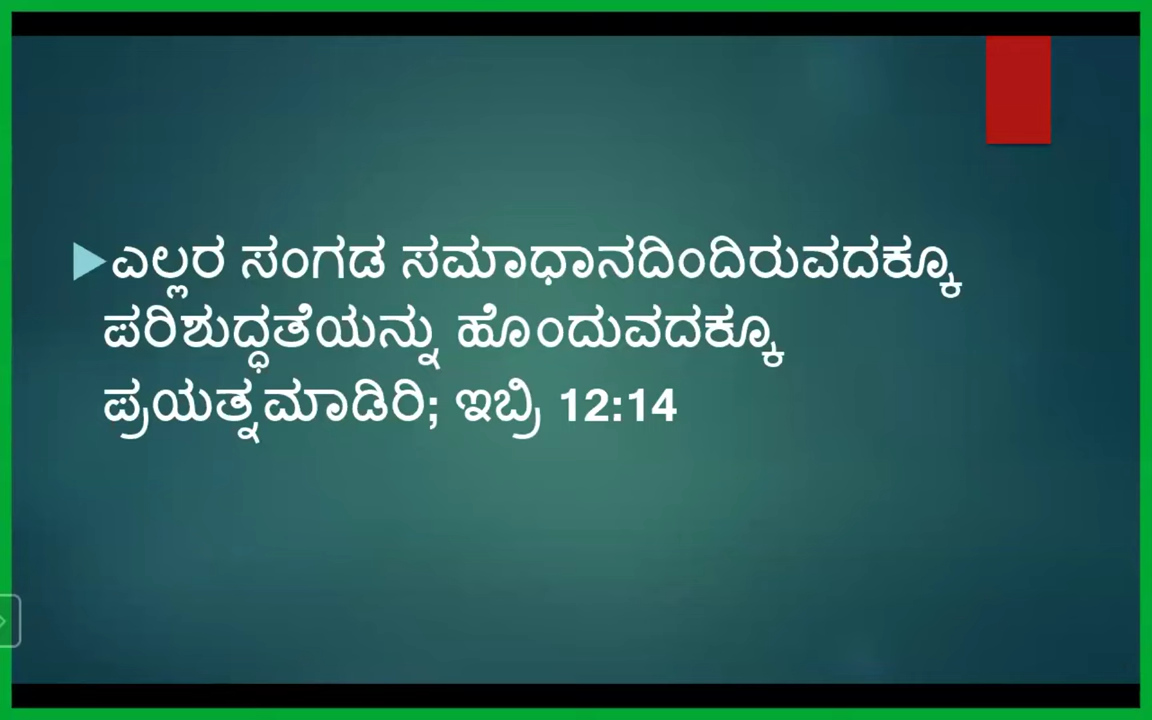 ಎಲ್ಲರ ಸಂಗಡ ಸಮಾಧಾನದಿಂದಿರುವದಕ್ಕೂ
ಪರಿಶುದ್ಧತೆಯನ್ನು ಹೊಂದುವದಕ್ಕೂ
ಪ್ರಯತ್ನಮಾಡಿರಿ; ಇಬ್ರಿ 12:14